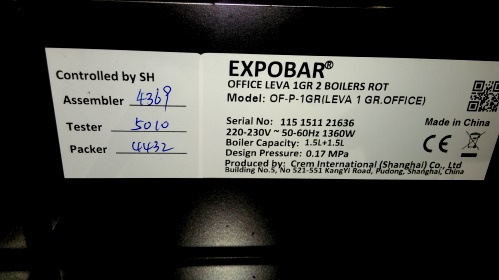 Controlled by SH
Assembler 4369
Tester 5010
Packer 4432
EXPOBAR®
OFFICE LEVA 1GR 2 BOILERS ROT
Model: OF-P-1GR(LEVA 1 GR.OFFICE)
Serial No 115 1511 21636
220-230V ~ 50-60Hz 1360W
Boiler Capacity: 1.5L+1.5L
Design Pressure: 0.17 MPa
Produced by: Crem International (Shanghai) Co., Ltd
Building No.5, No 521-551 KangYi Road, Pudong, Shanghai, China
Made in China
CE